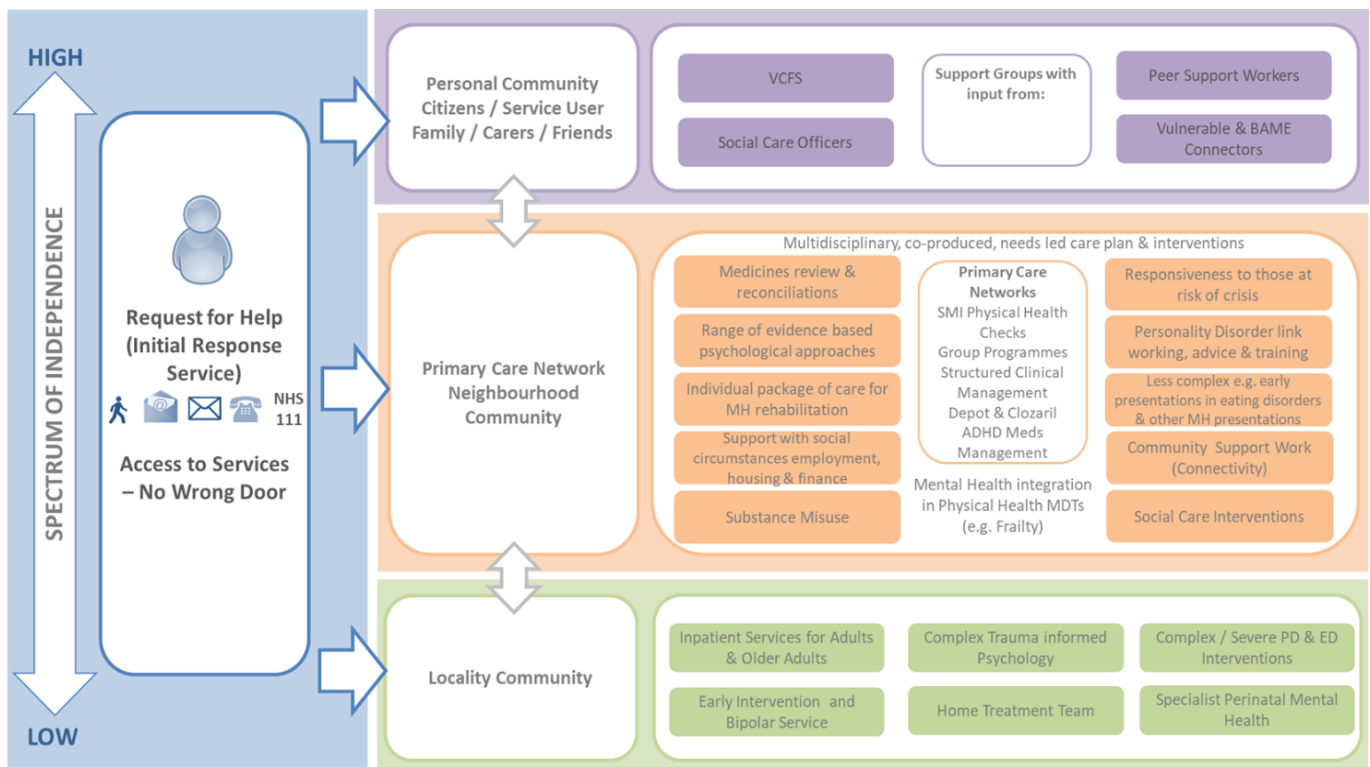 HIGH
SPECTRUM OF INDEPENDENCE
LOW
Request for Help
(Initial Response
Service)
NHS
111
Access to Services
– No Wrong Door
Personal Community
Citizens / Service User
Family / Carers / Friends
VCFS
Social Care Officers
Support Groups with
input from:
Peer Support Workers
Vulnerable & BAME
Connectors
Primary Care Network
Neighbourhood
Community
Multidisciplinary, co-produced, needs led care plan & interventions
Medicines review &
reconciliations
Range of evidence based
psychological approaches
Individual package of care for
MH rehabilitation
Support with social
circumstances employment,
housing & finance
Substance Misuse
Primary Care
Networks
SMI Physical Health
Checks
Group Programmes
Structured Clinical
Management
Depot & Clozaril
ADHD Meds
Management
Mental Health integration
in Physical Health MDTs
(e.g. Frailty)
Responsiveness to those at
risk of crisis
Personality Disorder link
working, advice & training
Less complex e.g. early
presentations in eating disorders
& other MH presentations
Community Support Work
(Connectivity)
Social Care Interventions
Locality Community
Inpatient Services for Adults
& Older Adults
Complex Trauma informed
Psychology
Complex / Severe PD & ED
Interventions
Early Intervention and
Bipolar Service
Home Treatment Team
Specialist Perinatal Mental
Health